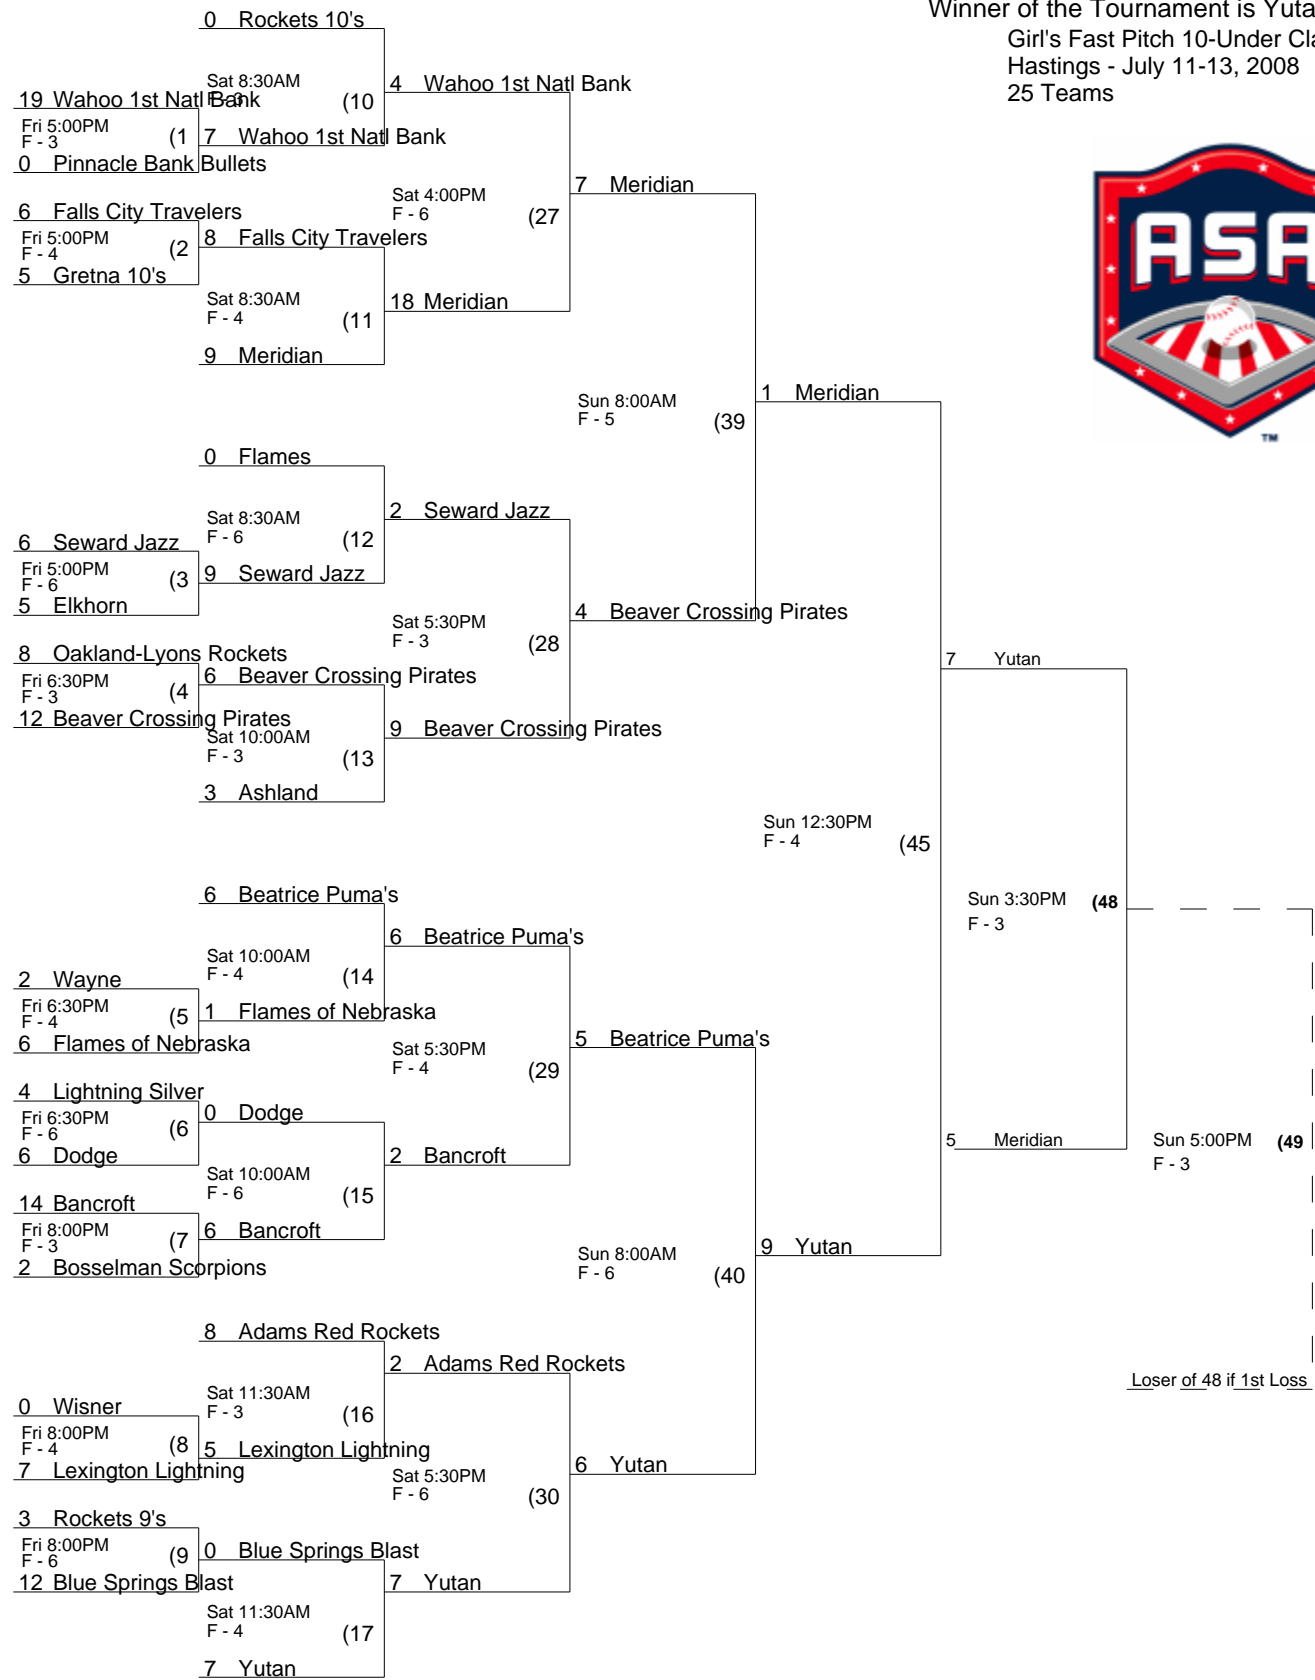 Winner of the Tournament is Yuta
Girl's Fast Pitch 10-Under Cla
Hastings - July 11-13, 2008
25 Teams
ASA
TM
0 Rockets 10's
Sat 8:30AM
F - 3
(10
4 Wahoo 1st Natl Bank
19 Wahoo 1st Natl Bank
Fri 5:00PM
F - 3
(1
7 Wahoo 1st Natl Bank
0 Pinnacle Bank Bullets
Sat 4:00PM
F - 6
(27
7 Meridian
6 Falls City Travelers
Fri 5:00PM
F - 4
(2
8 Falls City Travelers
5 Gretna 10's
Sat 8:30AM
F - 4
(11
18 Meridian
9 Meridian
Sun 8:00AM
F - 5
(39
1 Meridian
0 Flames
Sat 8:30AM
F - 6
(12
2 Seward Jazz
6 Seward Jazz
Fri 5:00PM
F - 6
(3
9 Seward Jazz
5 Elkhorn
Sat 5:30PM
F - 3
(28
4 Beaver Crossing Pirates
8 Oakland-Lyons Rockets
Fri 6:30PM
F - 3
(4
6 Beaver Crossing Pirates
12 Beaver Crossing Pirates
Sat 10:00AM
F - 3
(13
9 Beaver Crossing Pirates
3 Ashland
7 Yutan
Sun 12:30PM
F - 4
(45
Sun 3:30PM
F - 3
(48
6 Beatrice Puma's
Sat 10:00AM
F - 4
(14
6 Beatrice Puma's
2 Wayne
Fri 6:30PM
F - 4
(5
1 Flames of Nebraska
6 Flames of Nebraska
Sat 5:30PM
F - 4
(29
5 Beatrice Puma's
4 Lightning Silver
Fri 6:30PM
F - 6
(6
0 Dodge
6 Dodge
Sat 10:00AM
F - 6
(15
2 Bancroft
5 Meridian
Sun 5:00PM
F - 3
(49
14 Bancroft
Fri 8:00PM
F - 3
(7
6 Bancroft
2 Bosselman Scorpions
Sun 8:00AM
F - 6
(40
9 Yutan
8 Adams Red Rockets
Sat 11:30AM
F - 3
(16
2 Adams Red Rockets
Loser of 48 if 1st Loss
0 Wisner
Fri 8:00PM
F - 4
(8
5 Lexington Lightning
7 Lexington Lightning
Sat 5:30PM
F - 6
(30
6 Yutan
3 Rockets 9's
Fri 8:00PM
F - 6
(9
0 Blue Springs Blast
12 Blue Springs Blast
Sat 11:30AM
F - 4
(17
7 Yutan
7 Yutan